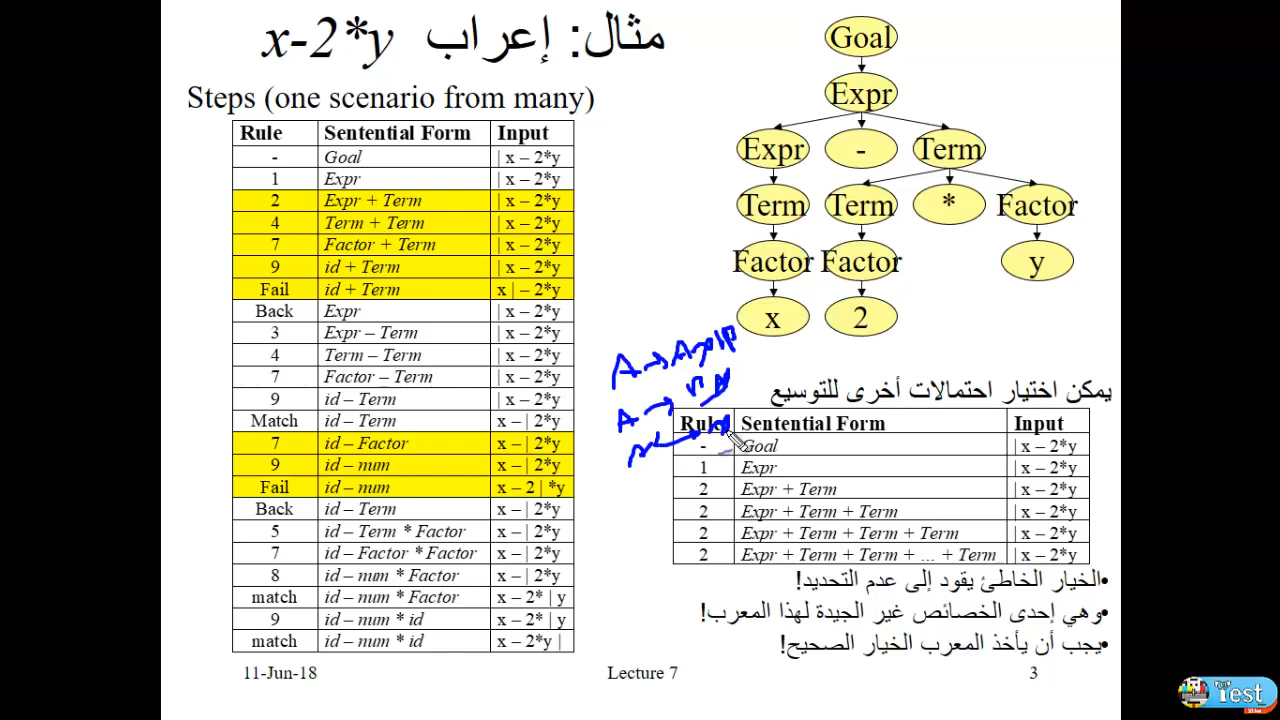 مثال: إعراب x-2*y
Steps (one scenario from many)
Rule Sentential Form Input
- Goal | x – 2*y
1 Expr | x – 2*y
2 Expr + Term | x – 2*y
4 Term + Term | x – 2*y
7 Factor + Term | x – 2*y
9 id + Term | x – 2*y
Fail id + Term x | – 2*y
Back Expr | x – 2*y
3 Expr – Term | x – 2*y
4 Term – Term | x – 2*y
7 Factor – Term | x – 2*y
9 id – Term | x – 2*y
Match id – Term x – | 2*y
7 id – Factor x – | 2*y
9 id – num x – | 2*y
Fail id – num x – 2 | *y
Back id – Term x – | 2*y
5 id – Term * Factor x – | 2*y
7 id – Factor * Factor x – | 2*y
8 id – num * Factor x – | 2*y
match id – num * Factor x – 2* | y
9 id – num * id x – 2* | y
match id – num * id x – 2*y |
Goal
Expr
Expr - Term
Term Term * Factor
Factor Factor y
x 2
يمكن اختيار احتمالات أخرى للتوسيع
Rule Sentential Form Input
- Goal | x – 2*y
1 Expr | x – 2*y
2 Expr + Term | x – 2*y
2 Expr + Term + Term | x – 2*y
2 Expr + Term + Term + Term | x – 2*y
2 Expr + Term + Term + ... + Term | x – 2*y
•الخيار الخاطئ يقود إلى عدم التحديد!
•وهي إحدى الخصائص غير الجيدة لهذا المعرب!
•يجب أن يأخذ المعرب الخيار الصحيح!
11-Jun-18 Lecture 7 3
Test